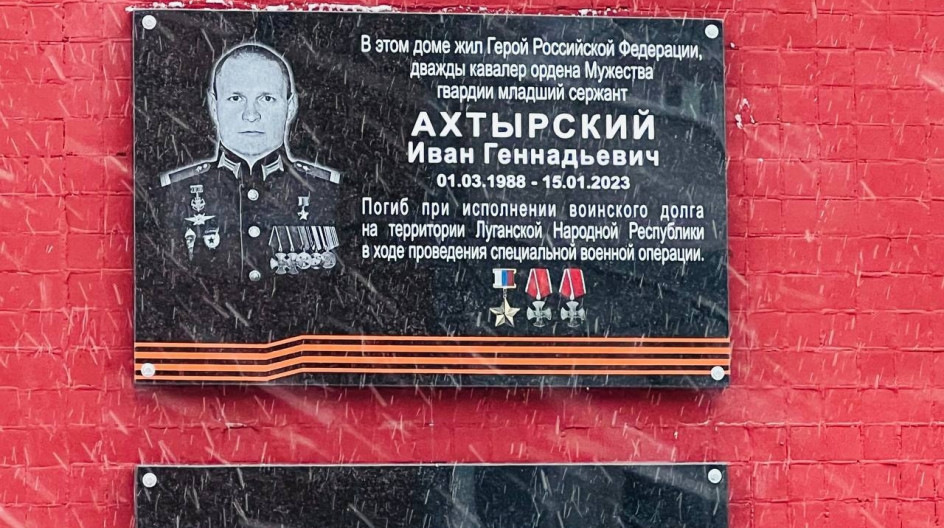 В этом доме жил Герой Российской Федерации,
дважды кавалер ордена Мужества
гвардии младший сержант
АХТЫРСКИЙ
Иван Геннадьевич
01.03.1988 - 15.01.2023
Погиб при исполнении воинского долга
на территории Луганской Народной Республики
в ходе проведения специальной военной операции.